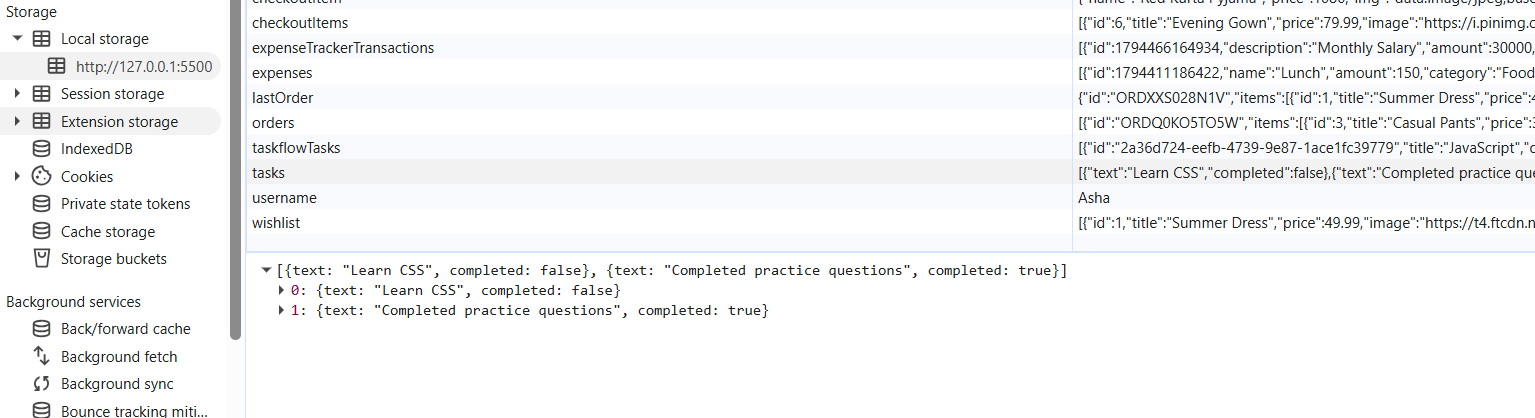 Storage
Local storage
http://127.0.0.1:5500
Session storage
Extension storage
IndexedDB
Cookies
Private state tokens
Cache storage
Storage buckets
Background services
Back/forward cache
Background fetch
Background sync
Bounce tracking miti...
checkoutItems [{"id":6,"title":"Evening Gown","price":79.99,"image":"https://i.pinimg.c
expenseTrackerTransactions [{"id":1794466164934,"description":"Monthly Salary","amount":30000,
expenses [{"id":1794411186422,"name":"Lunch","amount":150,"category":"Food
lastOrder {"id":"ORDXXS028N1V","items":[{"id":1,"title":"Summer Dress","price":4
orders [{"id":"ORDQ0KO5TO5W","items":[{"id":3,"title":"Casual Pants","price":3
taskflowTasks [{"id":"2a36d724-eefb-4739-9e87-1ace1fc39779","title":"JavaScript","c
tasks [{"text":"Learn CSS","completed":false},{"text":"Completed practice que
username Asha
wishlist [{"id":1,"title":"Summer Dress","price":49.99,"image":"https://t4.ftcdn.n
[{text: "Learn CSS", completed: false}, {text: "Completed practice questions", completed: true}]
0: {text: "Learn CSS", completed: false}
1: {text: "Completed practice questions", completed: true}